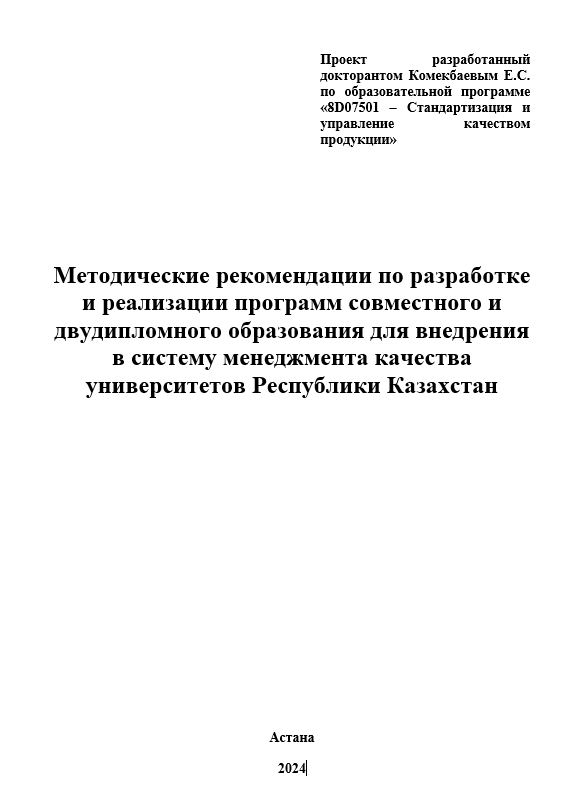 Проект разработанный
докторантом Комекбаевым Е.С.
по образовательной программе
«8D07501 – Стандартизация и
управление качеством
продукции»
Методические рекомендации по разработке
и реализации программ совместного и
двудипломного образования для внедрения
в систему менеджмента качества
университетов Республики Казахстан
Астана
2024